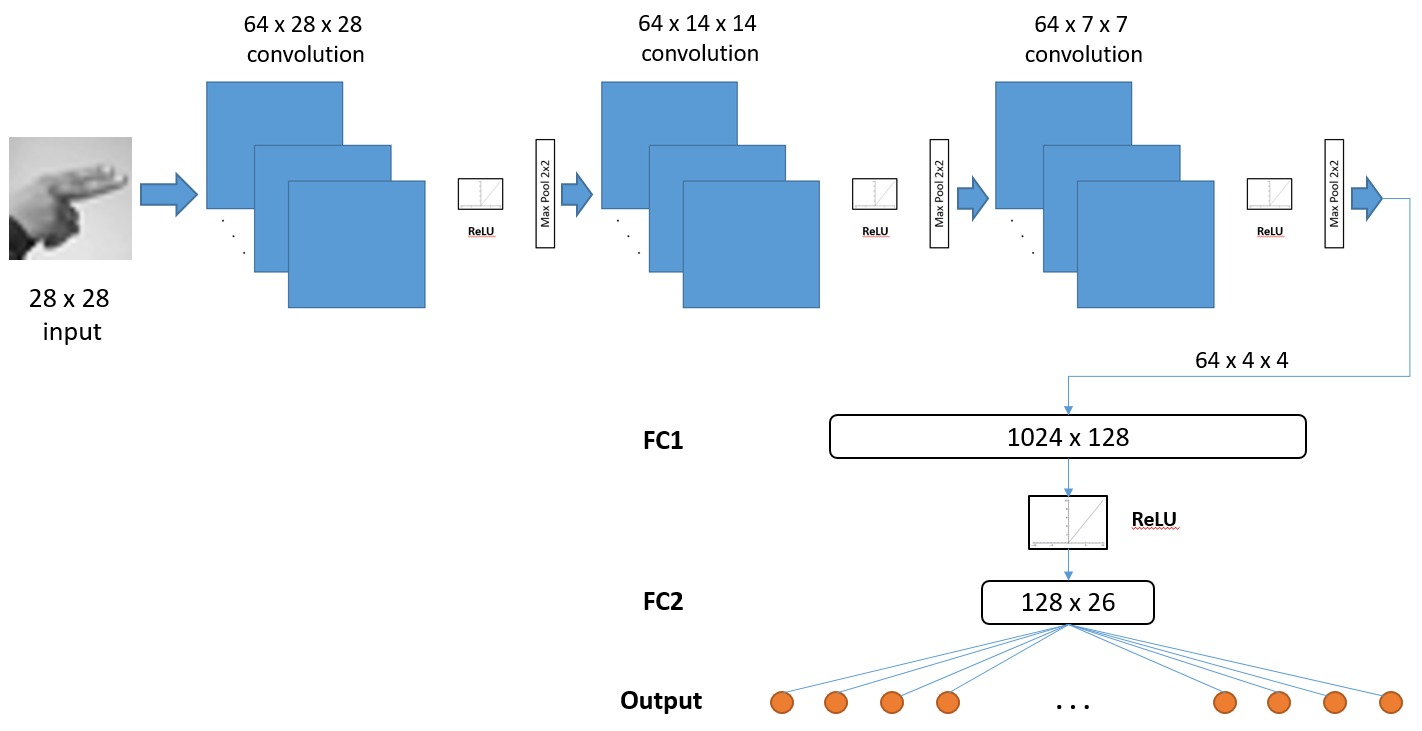 64 x 28 x 28
convolution
64 x 14 x 14
convolution
64 x 7 x 7
convolution
28 x 28
input
ReLU
Max Pool 2x2
ReLU
Max Pool 2x2
ReLU
Max Pool 2x2
64 x 4 x 4
FC1
1024 x 128
ReLU
FC2
128 x 26
Output
. . .